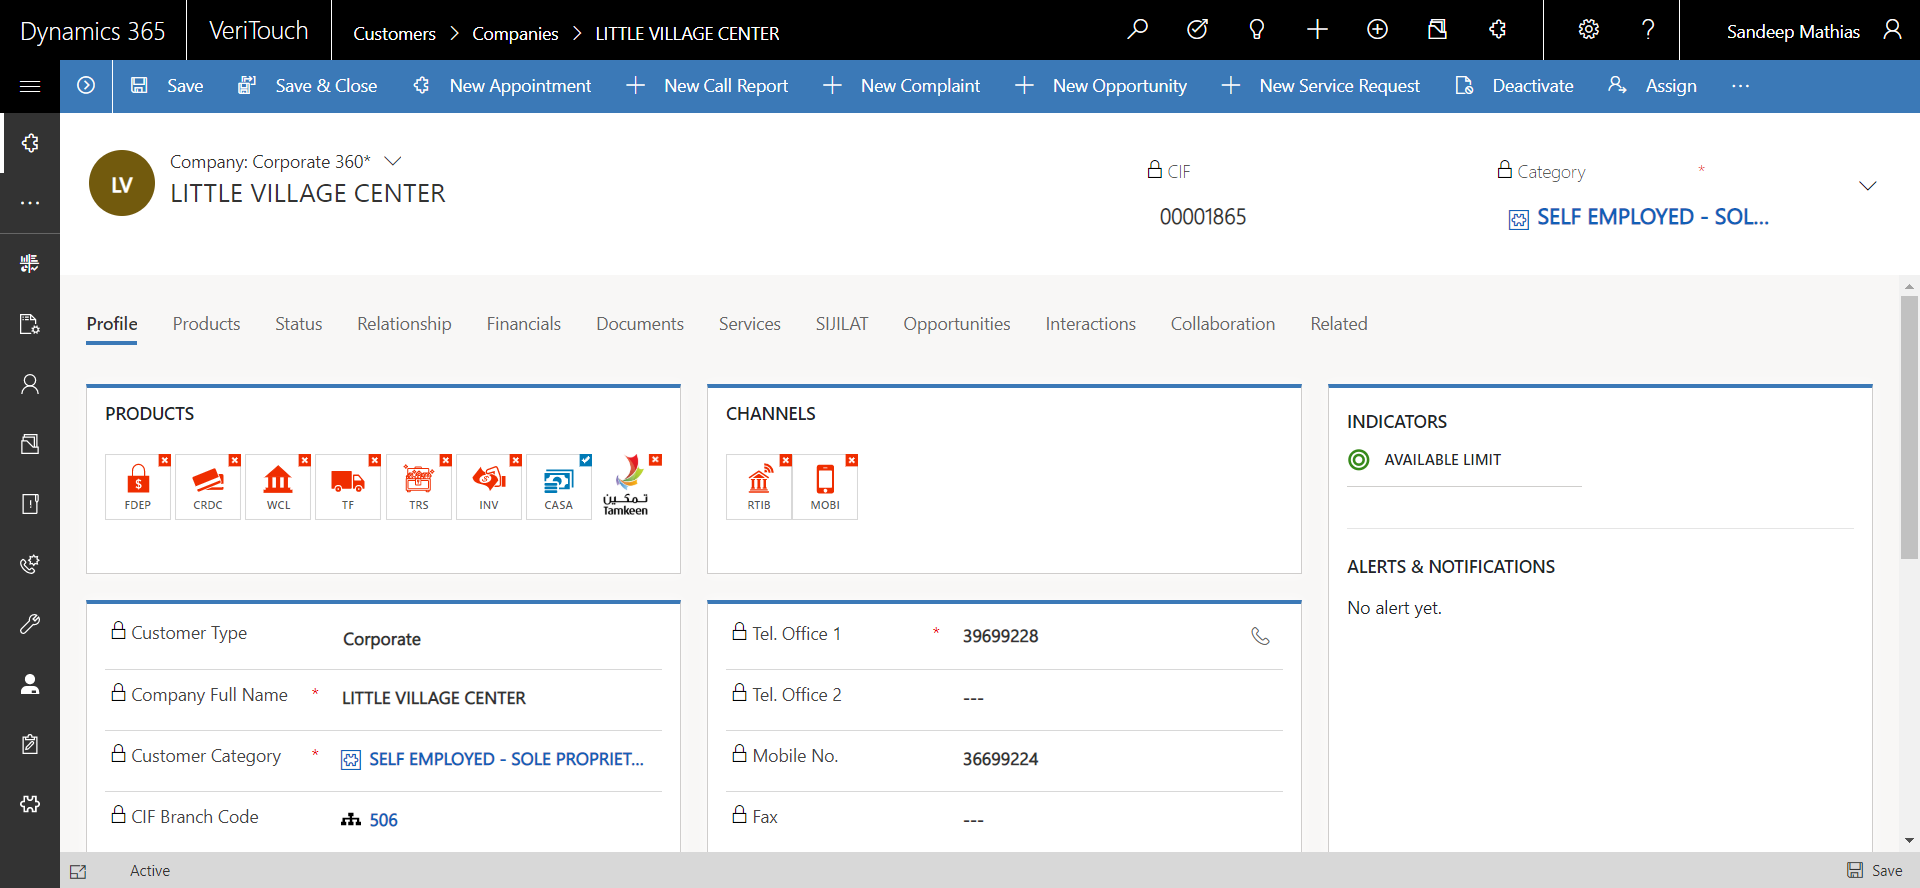 Dynamics 365
VeriTouch
Customers > Companies > LITTLE VILLAGE CENTER
Sandeep Mathias
Save
Save & Close
New Appointment
New Call Report
New Complaint
New Opportunity
New Service Request
Deactivate
Assign
...
LV
Company: Corporate 360*
LITTLE VILLAGE CENTER
CIF
00001865
Category *
SELF EMPLOYED - SOL...
Profile
Products
Status
Relationship
Financials
Documents
Services
SIJILAT
Opportunities
Interactions
Collaboration
Related
PRODUCTS
FDEP
CRDC
WCL
TF
TRS
INV
CASA
تمكين
Tamkeen
CHANNELS
RTIB
MOBI
INDICATORS
AVAILABLE LIMIT
ALERTS & NOTIFICATIONS
No alert yet.
Customer Type Corporate
Company Full Name * LITTLE VILLAGE CENTER
Customer Category * SELF EMPLOYED - SOLE PROPRIET...
CIF Branch Code 506
Tel. Office 1 * 39699228
Tel. Office 2 ---
Mobile No. 36699224
Fax ---
Active
Save